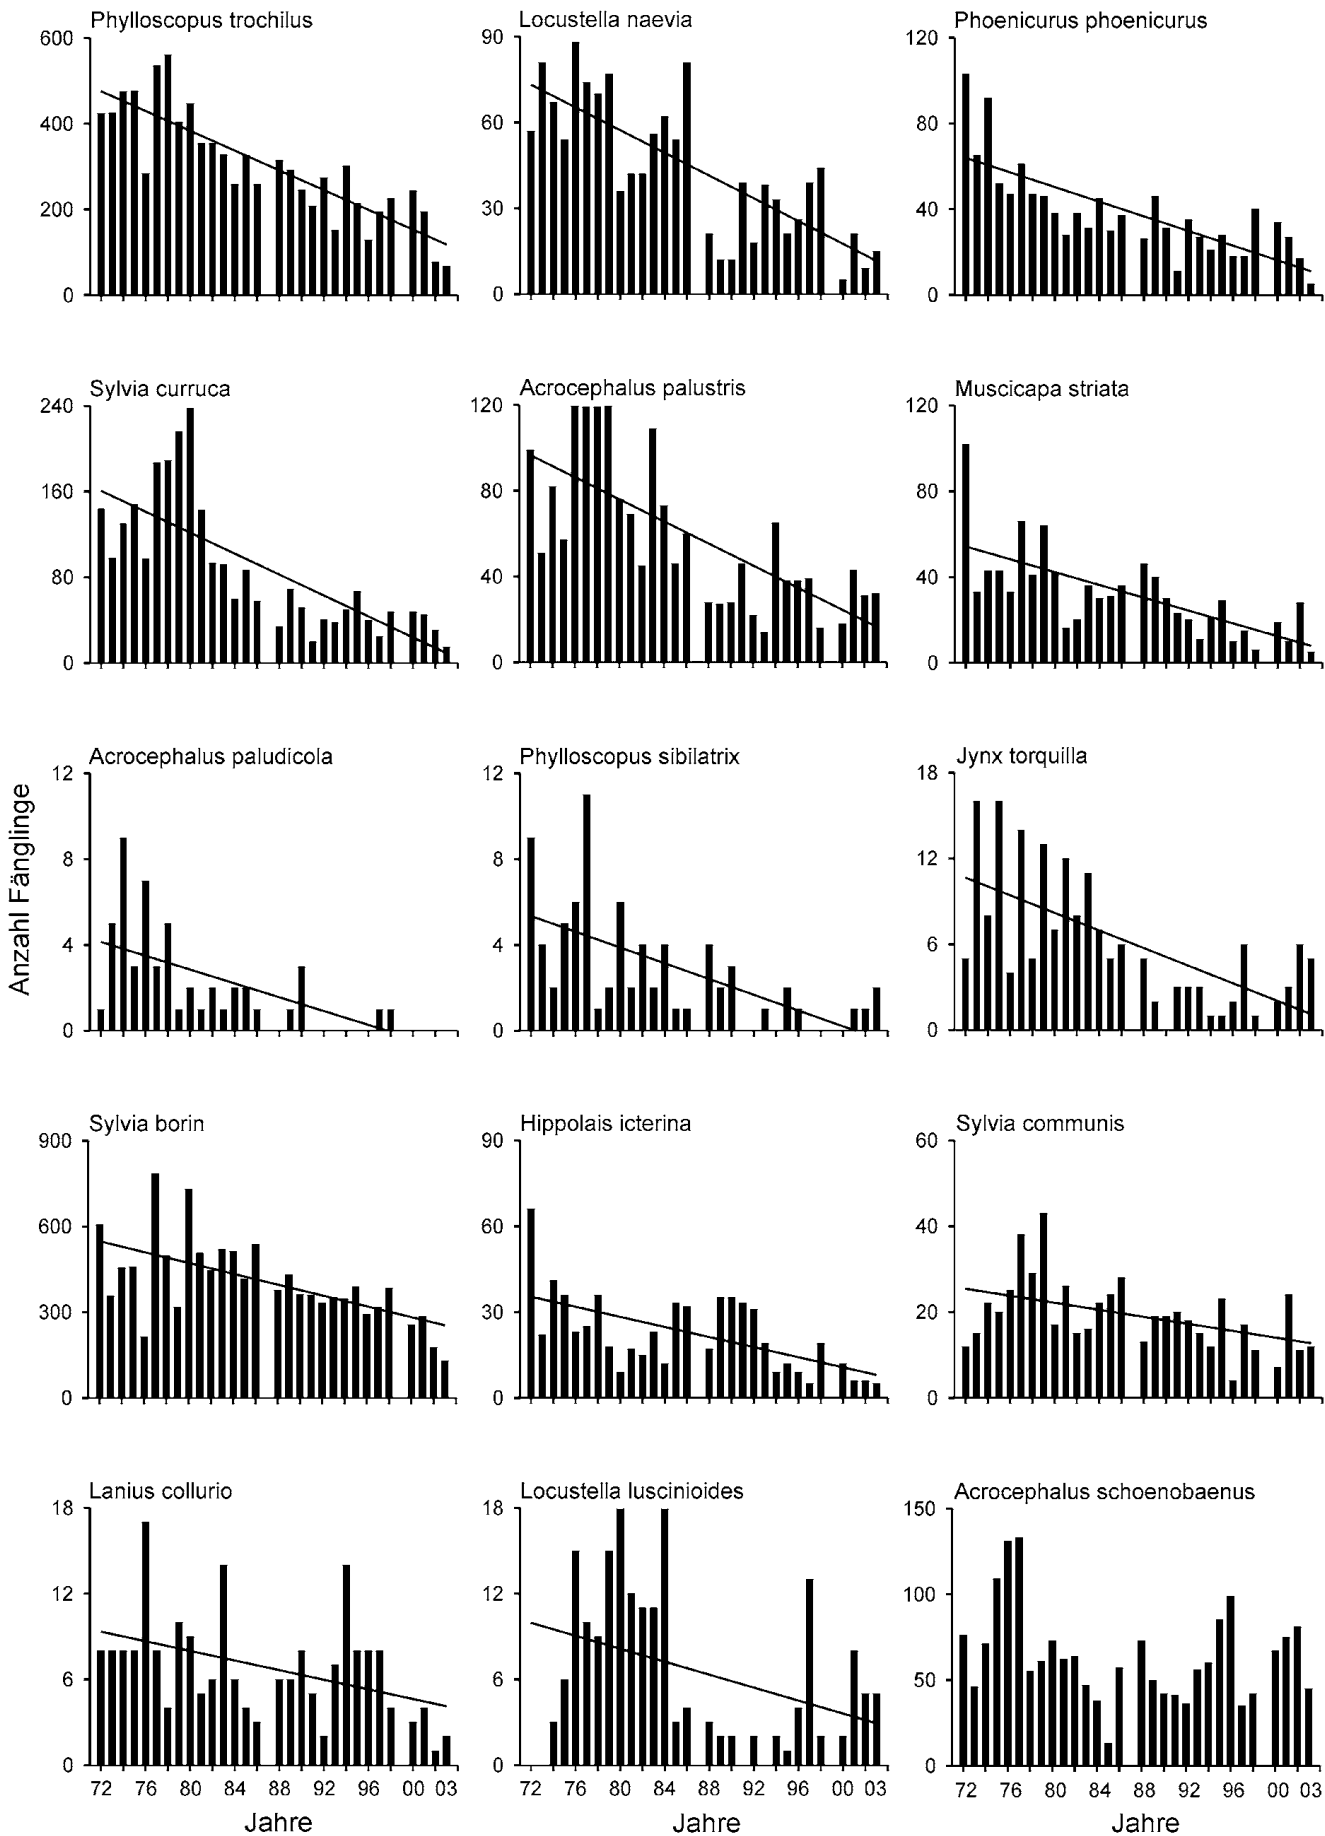 Phylloscopus trochilus
600
400
200
0
Locustella naevia
90
60
30
0
Phoenicurus phoenicurus
120
80
40
0
Sylvia curruca
240
160
80
0
Acrocephalus palustris
120
80
40
0
Muscicapa striata
120
80
40
0
Anzahl Fänglinge
Acrocephalus paludicola
12
8
4
0
Phylloscopus sibilatrix
12
8
4
0
Jynx torquilla
18
12
6
0
Sylvia borin
900
600
300
0
Hippolais icterina
90
60
30
0
Sylvia communis
60
40
20
0
Lanius collurio
18
12
6
0
72 76 80 84 88 92 96 00 03
Jahre
Locustella luscinioides
18
12
6
0
72 76 80 84 88 92 96 00 03
Jahre
Acrocephalus schoenobaenus
150
100
50
0
72 76 80 84 88 92 96 00 03
Jahre